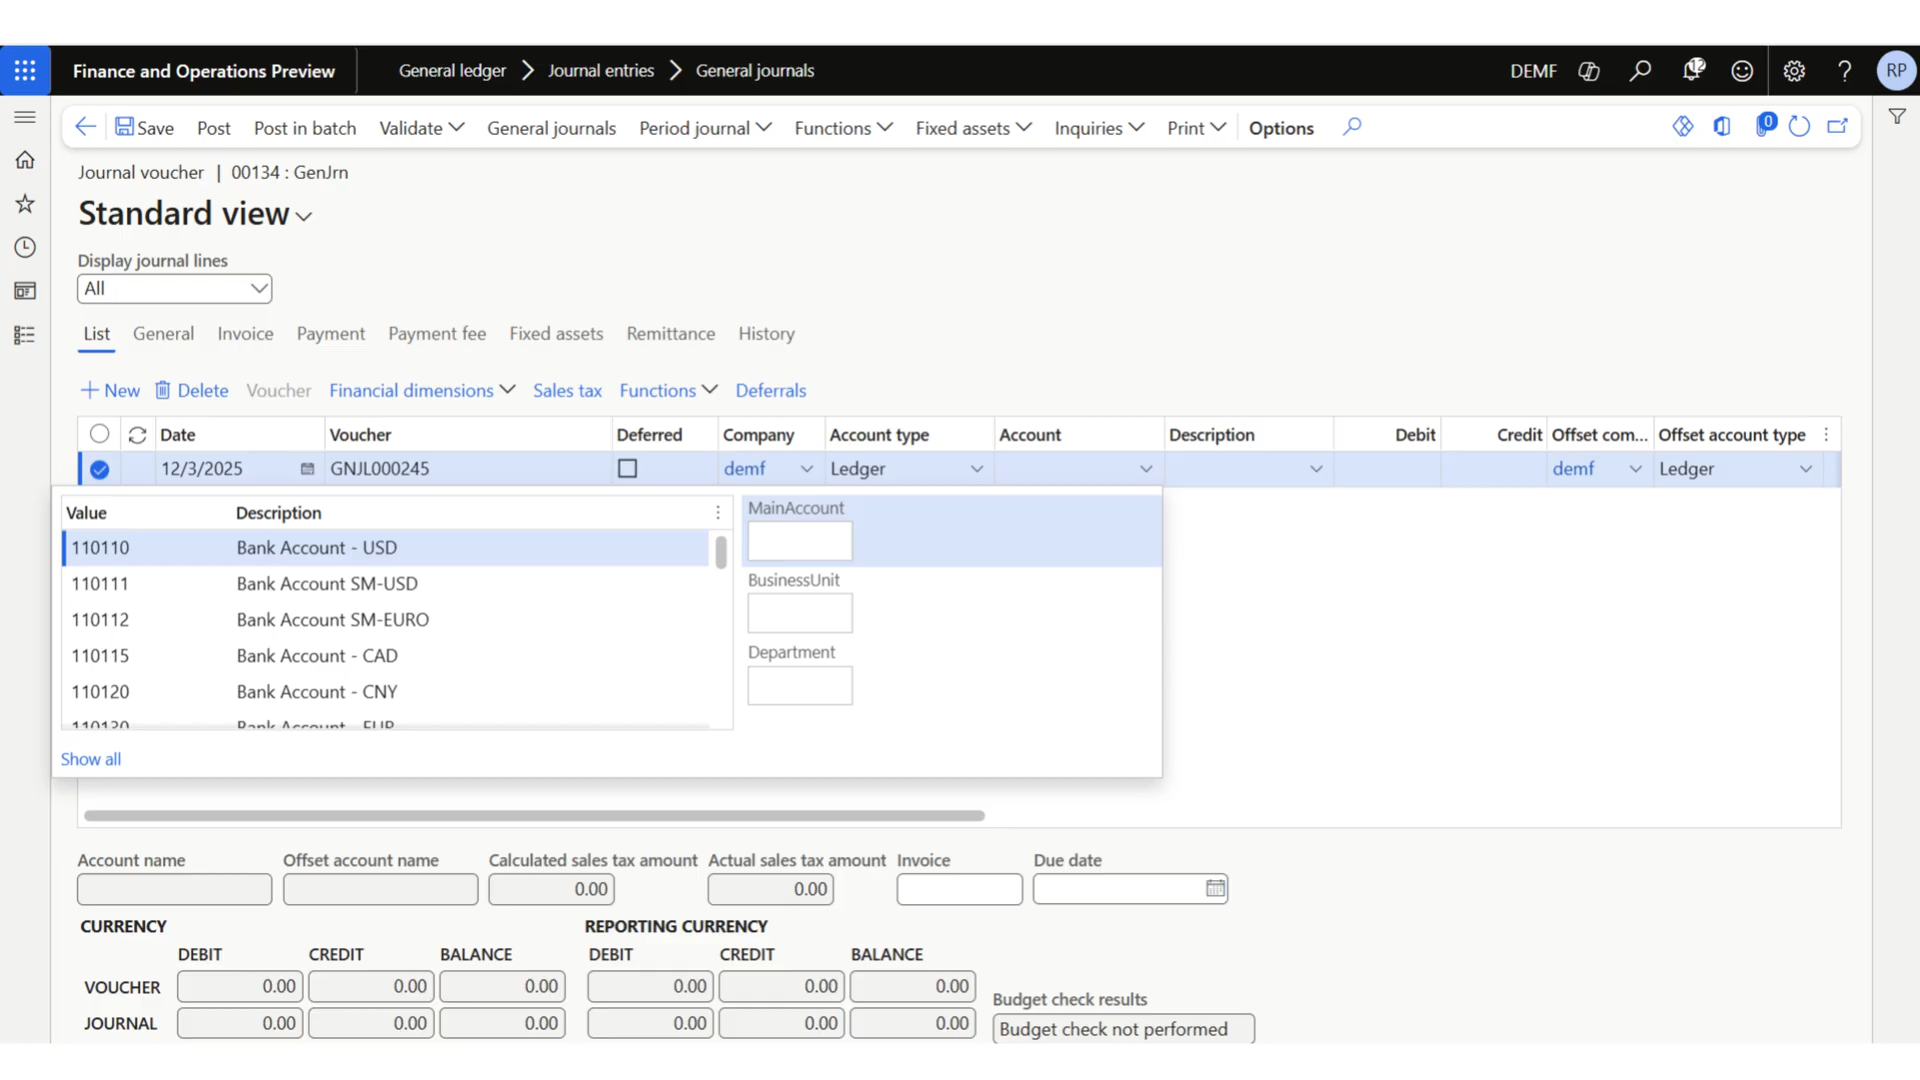 Finance and Operations Preview General ledger Journal entries General journals DEMF 12 ? RP
Save Post Post in batch Validate General journals Period journal Functions Fixed assets Inquiries Print Options 0
Journal voucher | 00134 : GenJrn
Standard view
Display journal lines
All
List General Invoice Payment Payment fee Fixed assets Remittance History
New Delete Voucher Financial dimensions Sales tax Functions Deferrals
Date Voucher Deferred Company Account type Account Description Debit Credit Offset com... Offset account type
12/3/2025 GNJL000245 demf Ledger demf Ledger
Value Description
110110 Bank Account - USD
110111 Bank Account SM-USD
110112 Bank Account SM-EURO
110115 Bank Account - CAD
110120 Bank Account - CNY
110130 Bank Account - EUR
Show all
MainAccount
BusinessUnit
Department
Account name Offset account name Calculated sales tax amount Actual sales tax amount Invoice Due date
0.00 0.00
CURRENCY REPORTING CURRENCY
DEBIT CREDIT BALANCE DEBIT CREDIT BALANCE
VOUCHER 0.00 0.00 0.00 0.00 0.00 0.00
Budget check results
JOURNAL 0.00 0.00 0.00 0.00 0.00 0.00
Budget check not performed